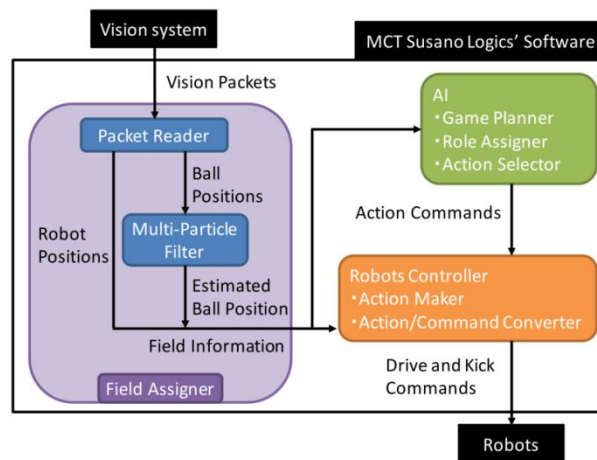 Vision system
MCT Susano Logics' Software
Vision Packets
Packet Reader
Ball
Positions
Robot
Positions
Multi-Particle
Filter
Estimated
Ball Position
Field Information
Field Assigner
AI
・Game Planner
・Role Assigner
・Action Selector
Action Commands
Robots Controller
・Action Maker
・Action/Command Converter
Drive and Kick
Commands
Robots